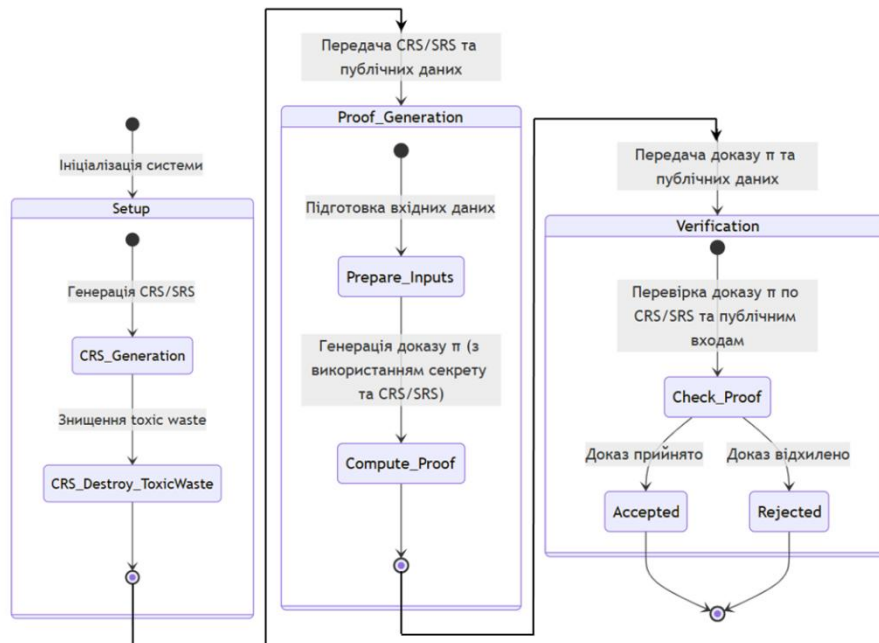 Ініціалізація системи
Setup
Генерація CRS/SRS
CRS_Generation
Знищення toxic waste
CRS_Destroy_ToxicWaste
Передача CRS/SRS та
публічних даних
Proof_Generation
Підготовка вхідних даних
Prepare_Inputs
Генерація доказу π (з
використанням секрету
та CRS/SRS)
Compute_Proof
Передача доказу π та
публічних даних
Verification
Перевірка доказу π по
CRS/SRS та публічним
входам
Check_Proof
Доказ прийнято
Доказ відхилено
Accepted
Rejected